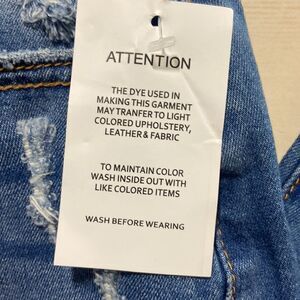 ATTENTION
THE DYE USED IN
MAKING THIS GARMENT
MAY TRANFER TO LIGHT
COLORED UPHOLSTERY,
LEATHER & FABRIC
TO MAINTAIN COLOR
WASH INSIDE OUT WITH
LIKE COLORED ITEMS
WASH BEFORE WEARING